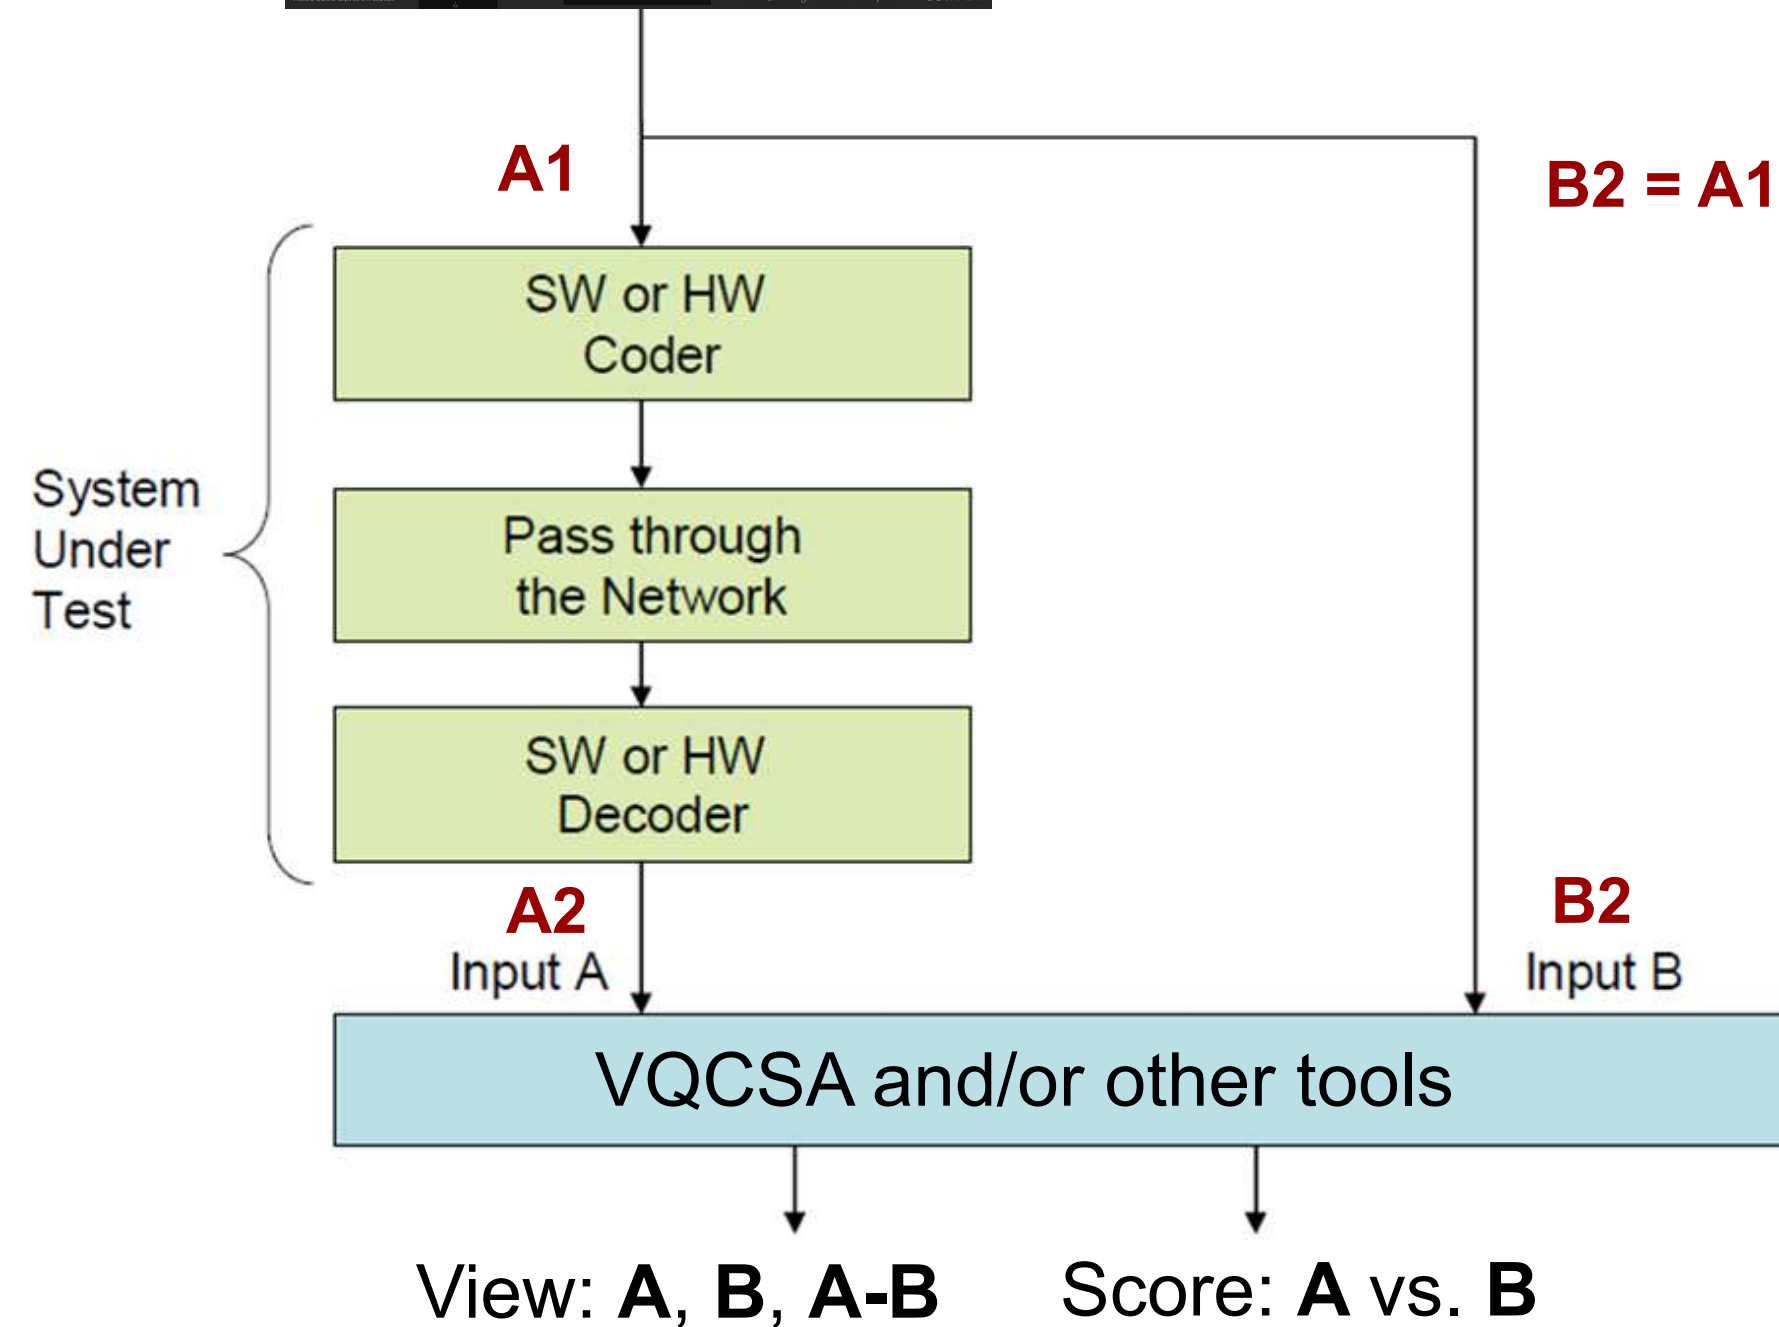 A1
B2 = A1
SW or HW
Coder
System
Under
Test
Pass through
the Network
SW or HW
Decoder
A2
Input A
B2
Input B
VQCSA and/or other tools
View: A, B, A-B
Score: A vs. B